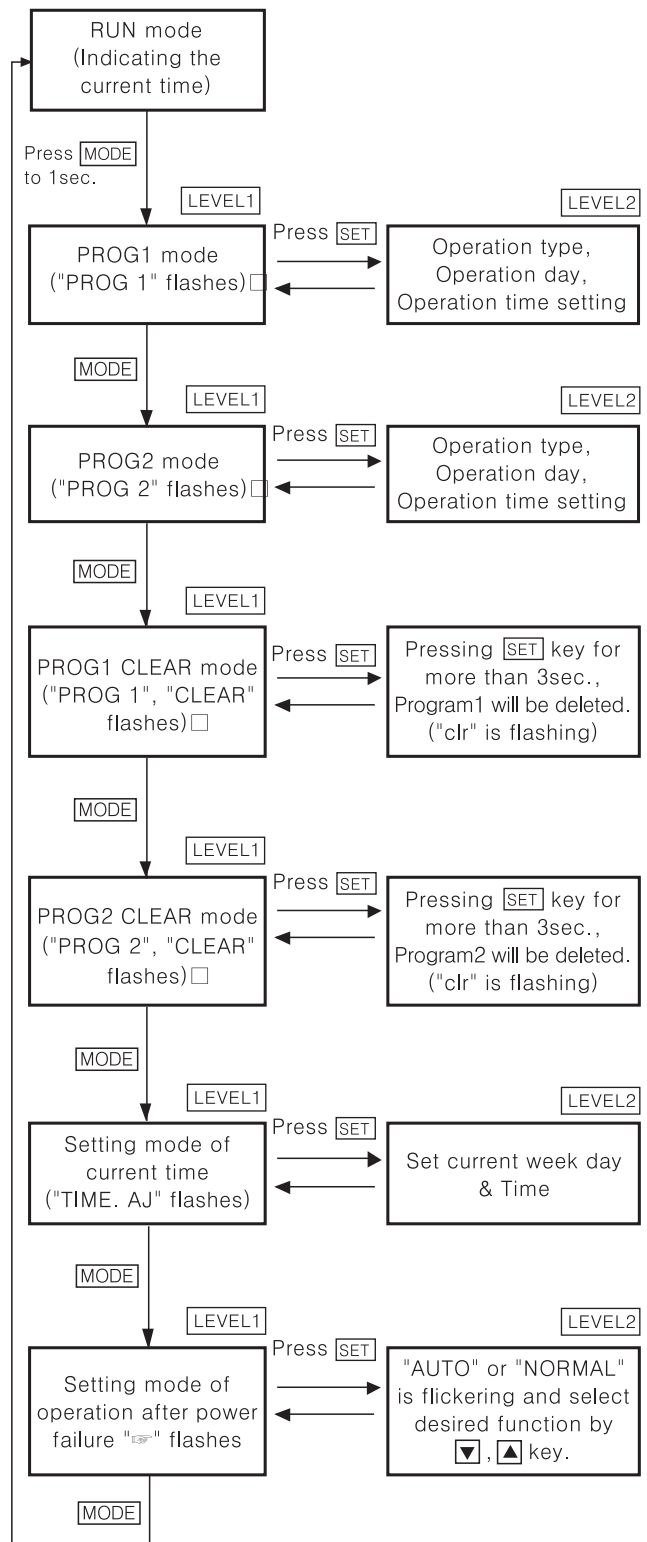 RUN mode
(Indicating the
current time)
Press MODE
to 1sec.
LEVEL1
PROG1 mode
("PROG 1" flashes)□
Press SET
LEVEL2
Operation type,
Operation day,
Operation time setting
MODE
LEVEL1
PROG2 mode
("PROG 2" flashes)□
Press SET
LEVEL2
Operation type,
Operation day,
Operation time setting
MODE
LEVEL1
PROG1 CLEAR mode
("PROG 1", "CLEAR"
flashes)□
Press SET
Pressing SET key for
more than 3sec.,
Program1 will be deleted.
("clr" is flashing)
MODE
LEVEL1
PROG2 CLEAR mode
("PROG 2", "CLEAR"
flashes)□
Press SET
Pressing SET key for
more than 3sec.,
Program2 will be deleted.
("clr" is flashing)
MODE
LEVEL1
Setting mode of
current time
("TIME. AJ" flashes)
Press SET
LEVEL2
Set current week day
& Time
MODE
LEVEL1
Setting mode of
operation after power
failure "☞" flashes
Press SET
LEVEL2
"AUTO" or "NORMAL"
is flickering and select
desired function by
▼, ▲ key.
MODE